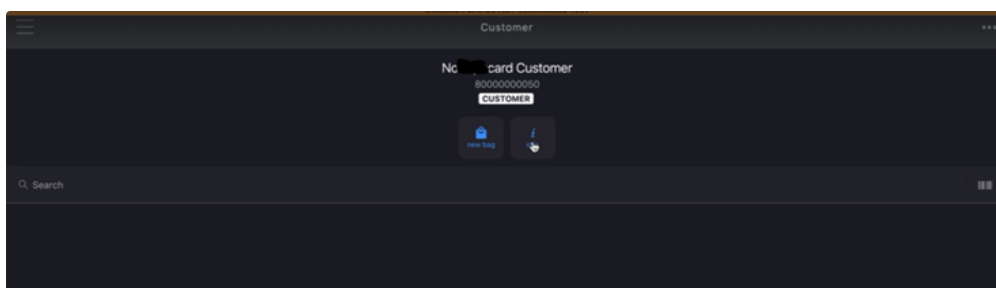 Customer
card Customer
80000000050
CUSTOMER
new bag
i
Search